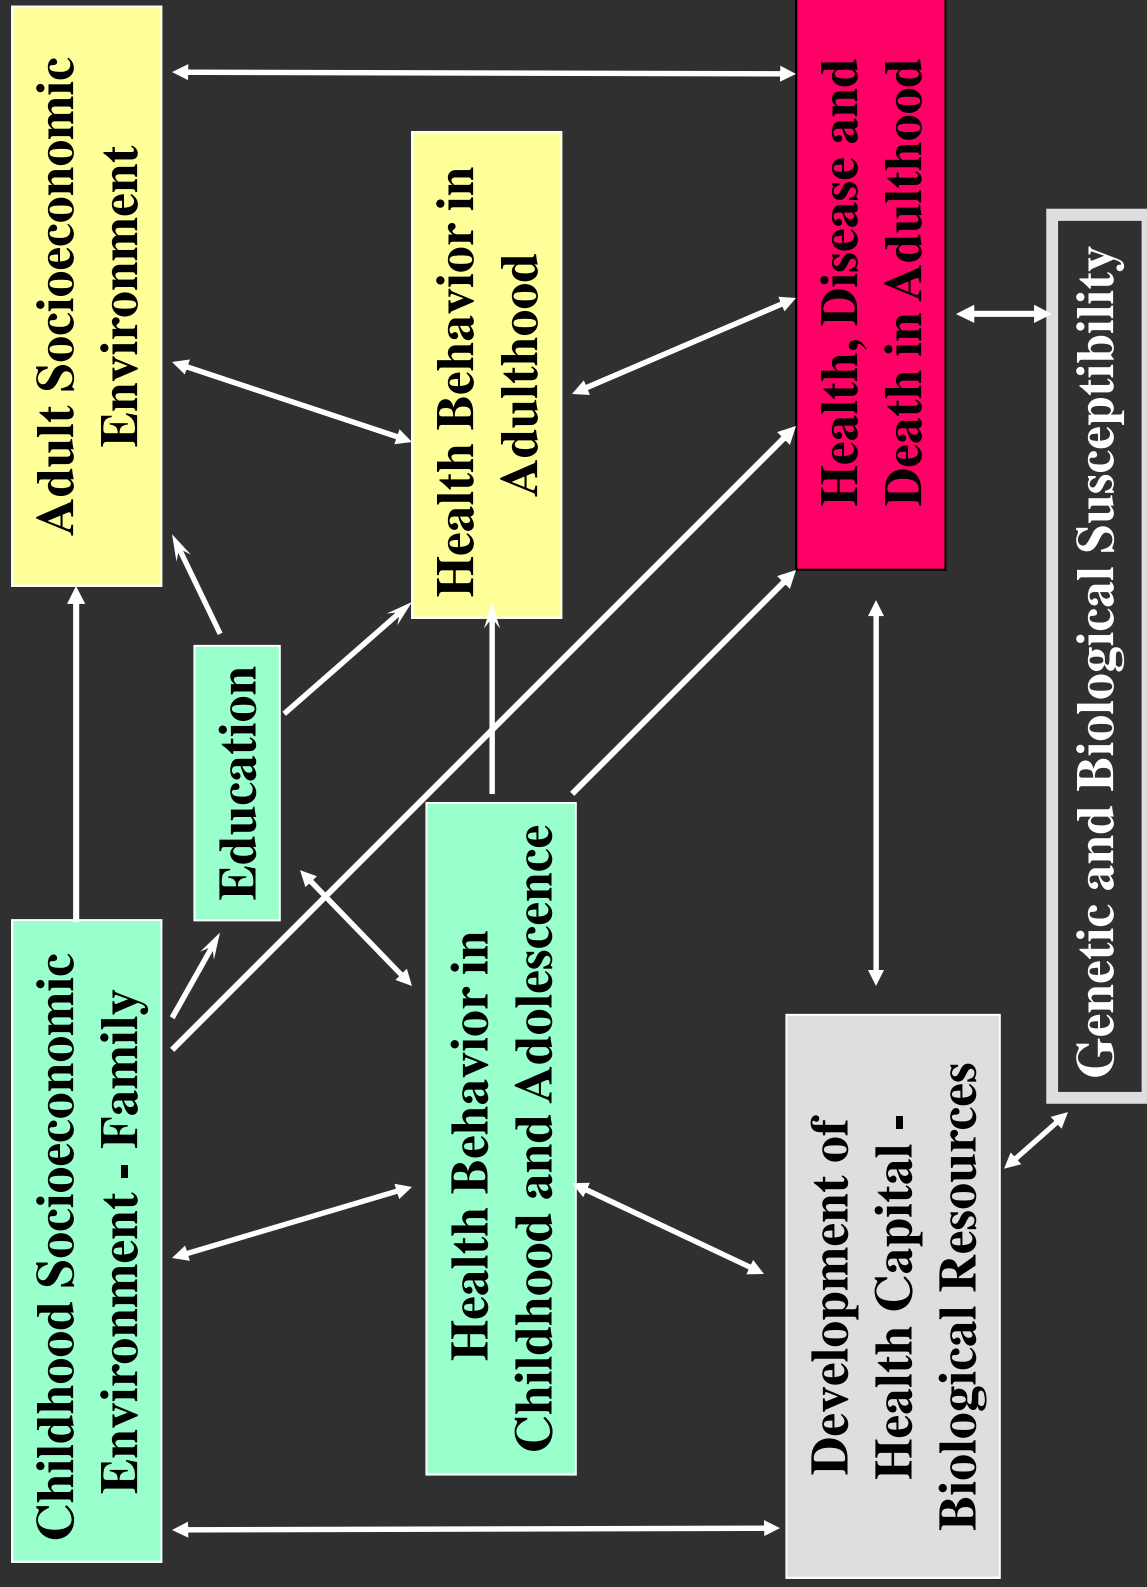 Childhood Socioeconomic
Environment - Family
Adult Socioeconomic
Environment
Education
Health Behavior in
Childhood and Adolescence
Health Behavior in
Adulthood
Development of
Health Capital -
Biological Resources
Health, Disease and
Death in Adulthood
Genetic and Biological Susceptibility